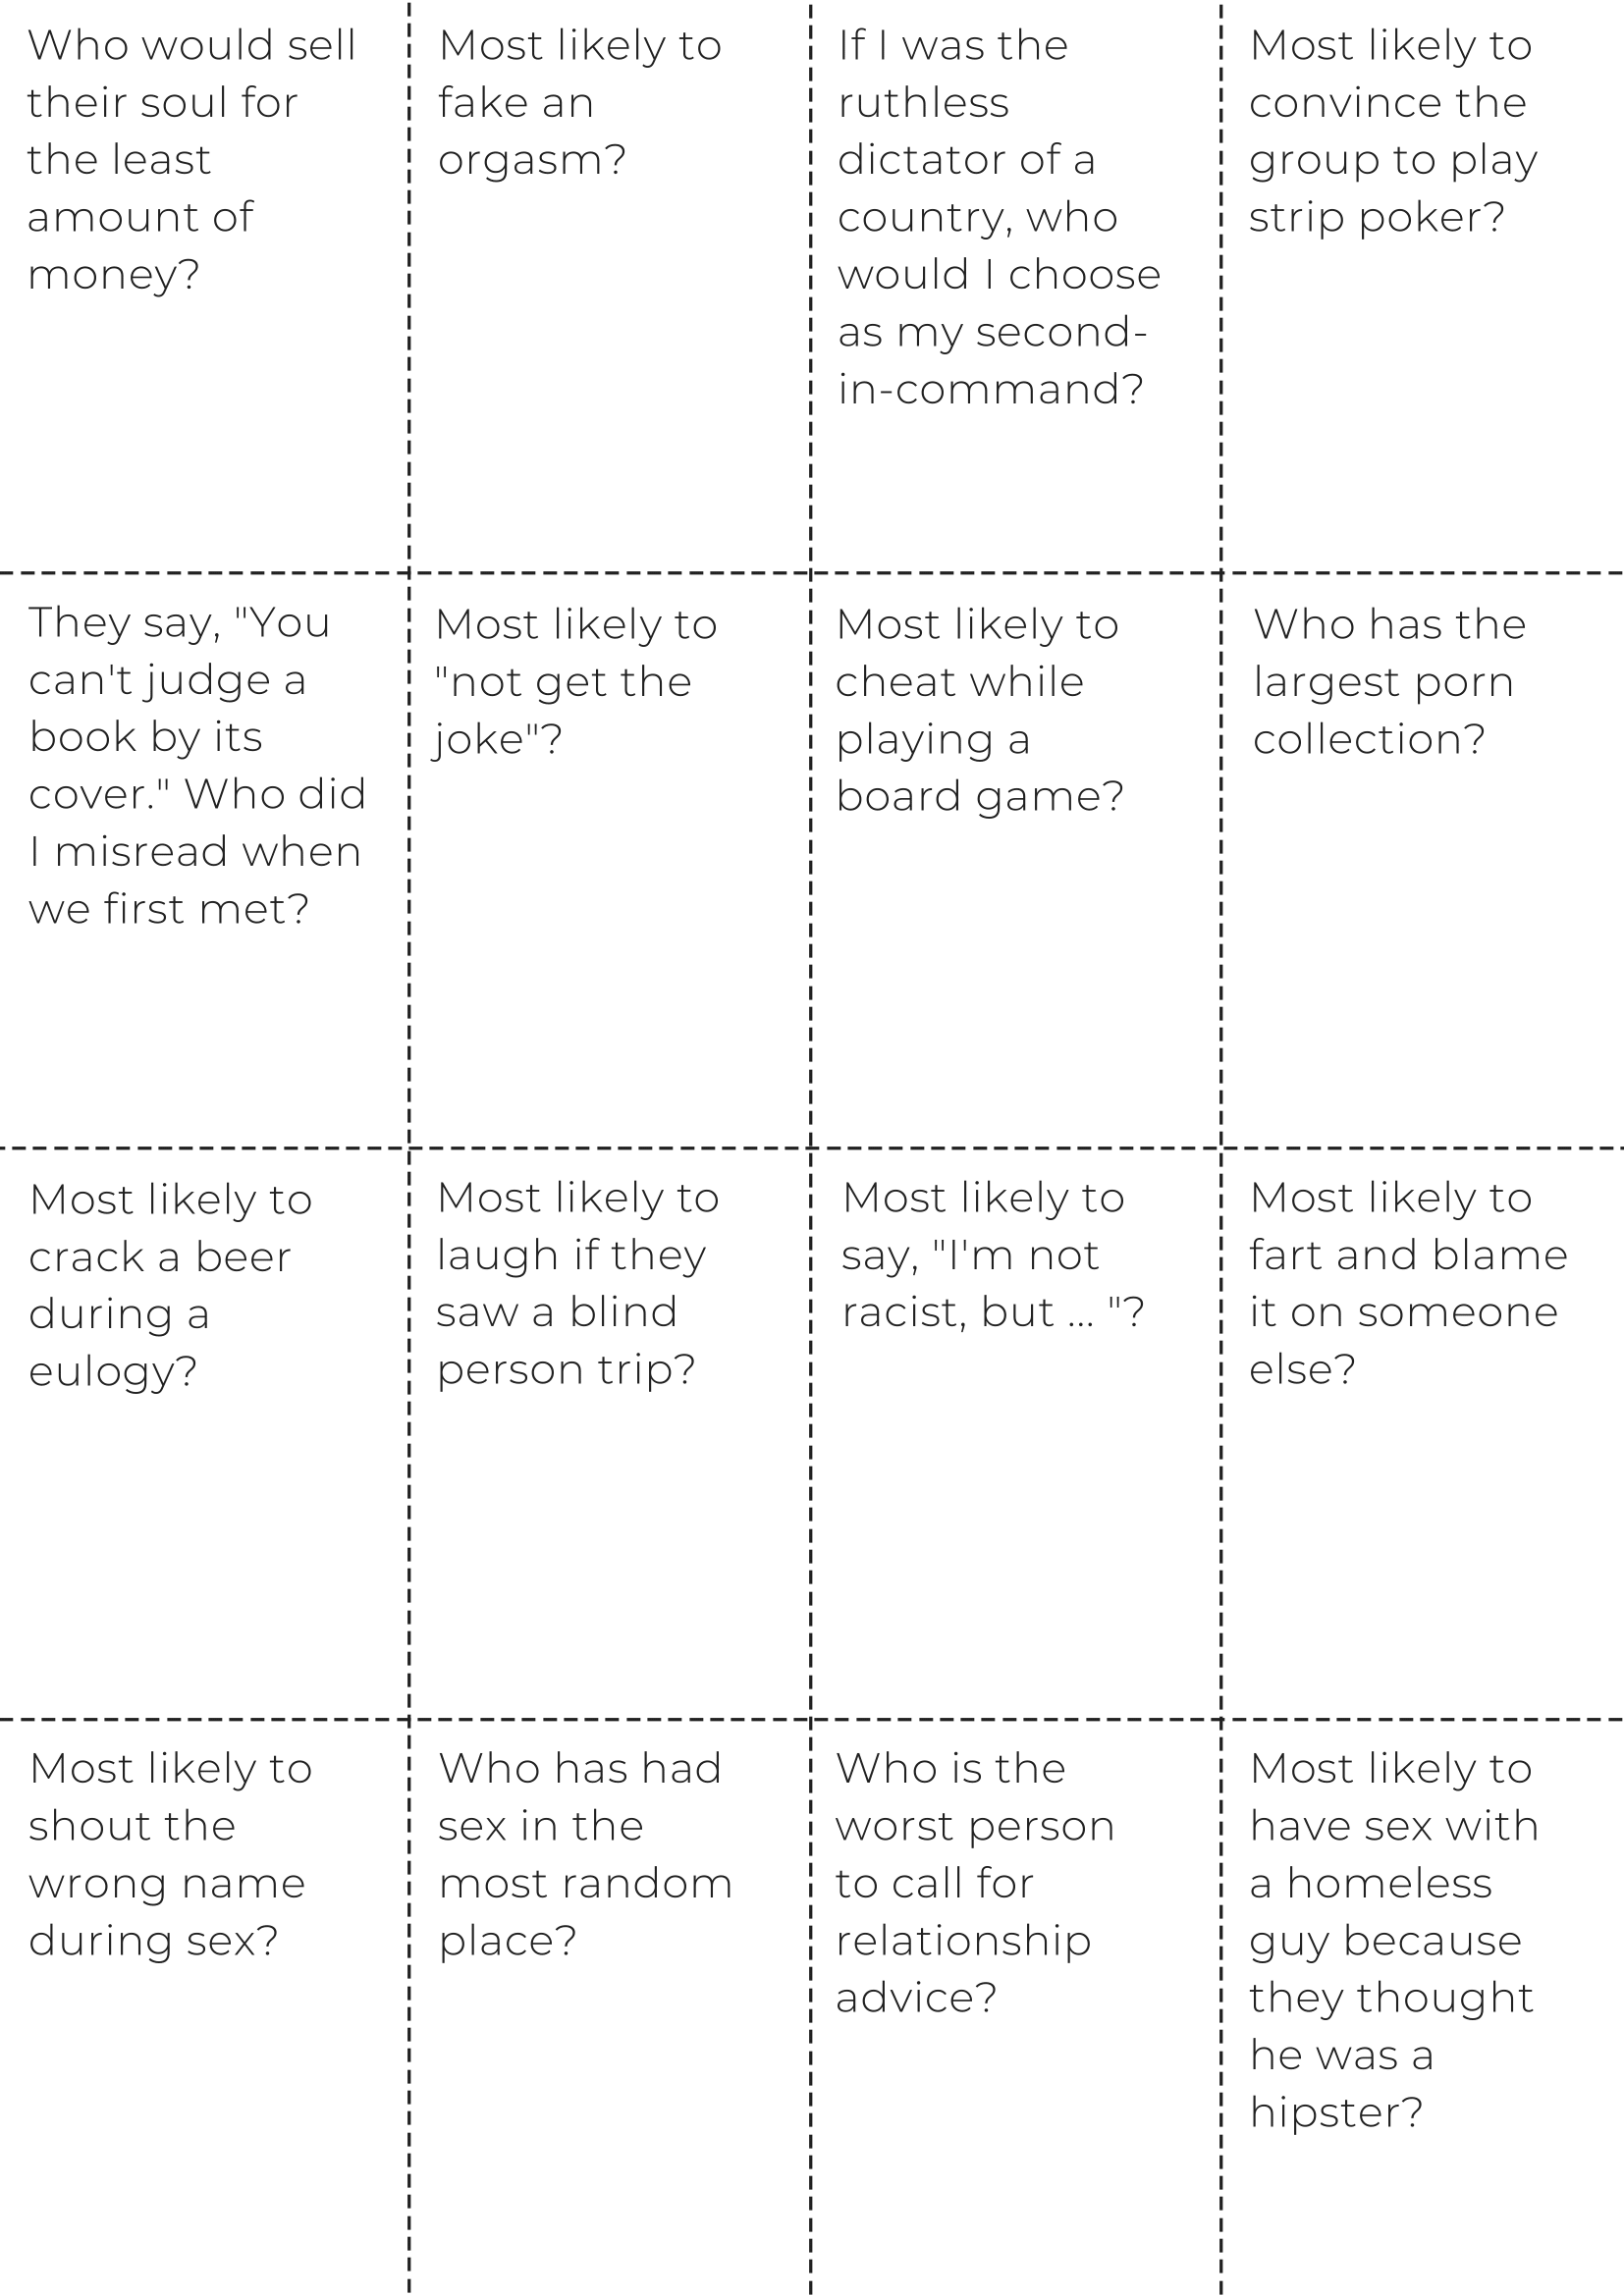 Who would sell
their soul for
the least
amount of
money?
Most likely to
fake an
orgasm?
If I was the
ruthless
dictator of a
country, who
would I choose
as my second-
in-command?
Most likely to
convince the
group to play
strip poker?
They say, "You
can't judge a
book by its
cover." Who did
I misread when
we first met?
Most likely to
"not get the
joke"?
Most likely to
cheat while
playing a
board game?
Who has the
largest porn
collection?
Most likely to
crack a beer
during a
eulogy?
Most likely to
laugh if they
saw a blind
person trip?
Most likely to
say, "I'm not
racist, but ... "?
Most likely to
fart and blame
it on someone
else?
Most likely to
shout the
wrong name
during sex?
Who has had
sex in the
most random
place?
Who is the
worst person
to call for
relationship
advice?
Most likely to
have sex with
a homeless
guy because
they thought
he was a
hipster?